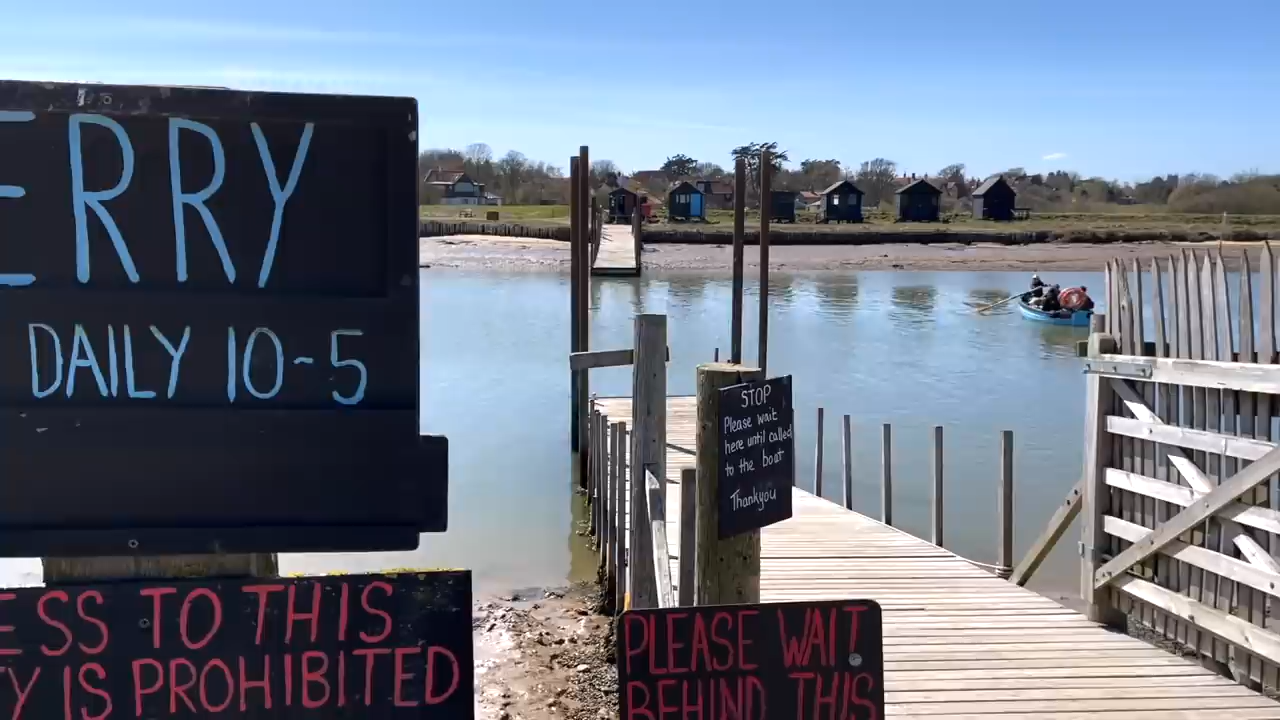 ERRY
DAILY 10~5
ESS TO THIS
Y IS PROHIBITED
STOP
Please wait
here until called
to the boat
Thankyou
PLEASE WAIT
BEHIND THIS